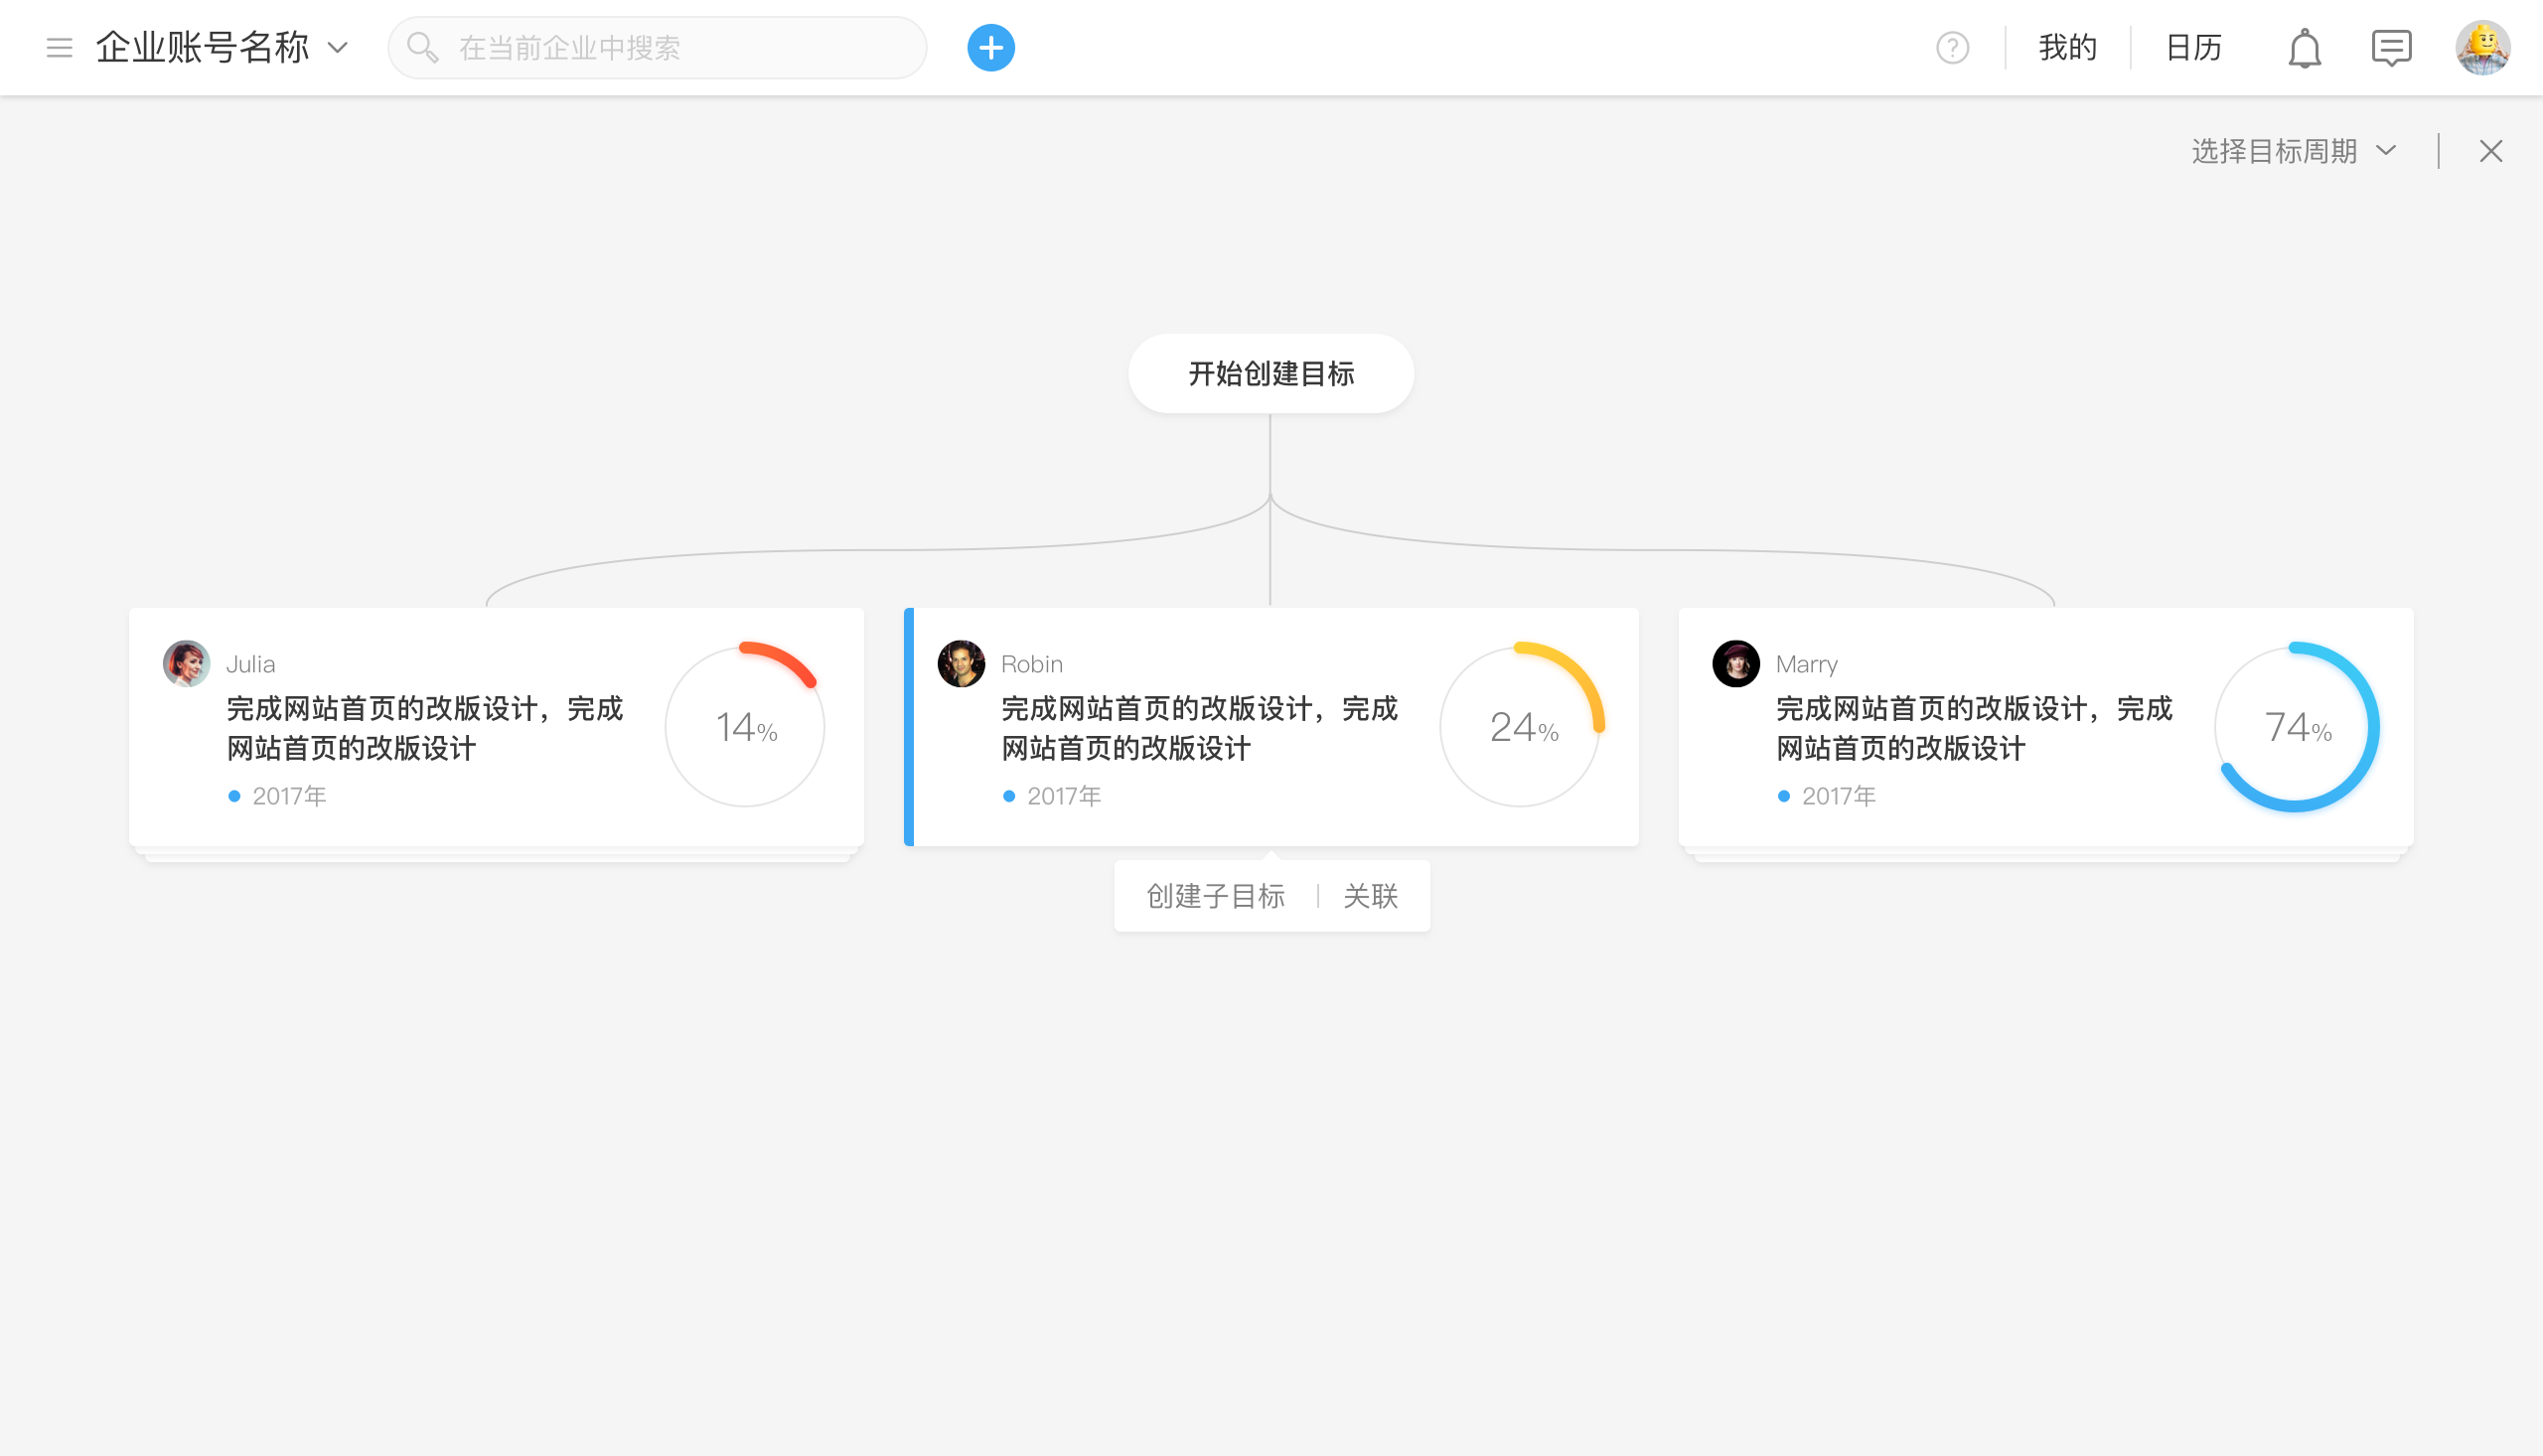 企业账号名称
在当前企业中搜索
?
我的
日历
选择目标周期
开始创建目标
Julia
完成网站首页的改版设计，完成
网站首页的改版设计
2017年
14%
Robin
完成网站首页的改版设计，完成
网站首页的改版设计
2017年
24%
Marry
完成网站首页的改版设计，完成
网站首页的改版设计
2017年
74%
创建子目标 | 关联